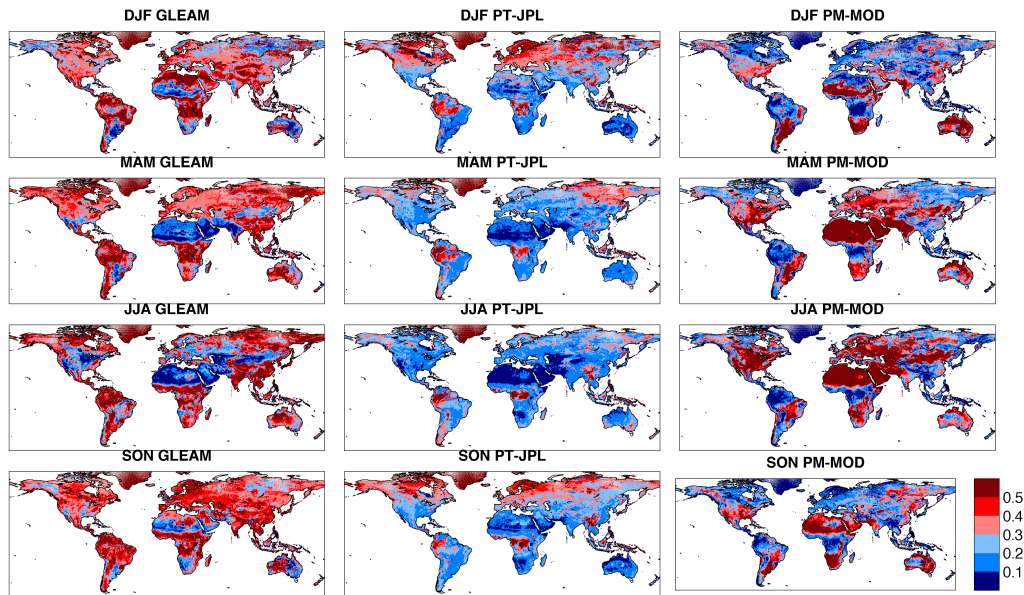 DJF GLEAM
DJF PT-JPL
DJF PM-MOD
MAM GLEAM
MAM PT-JPL
MAM PM-MOD
JJA GLEAM
JJA PT-JPL
JJA PM-MOD
SON GLEAM
SON PT-JPL
SON PM-MOD
0.5
0.4
0.3
0.2
0.1